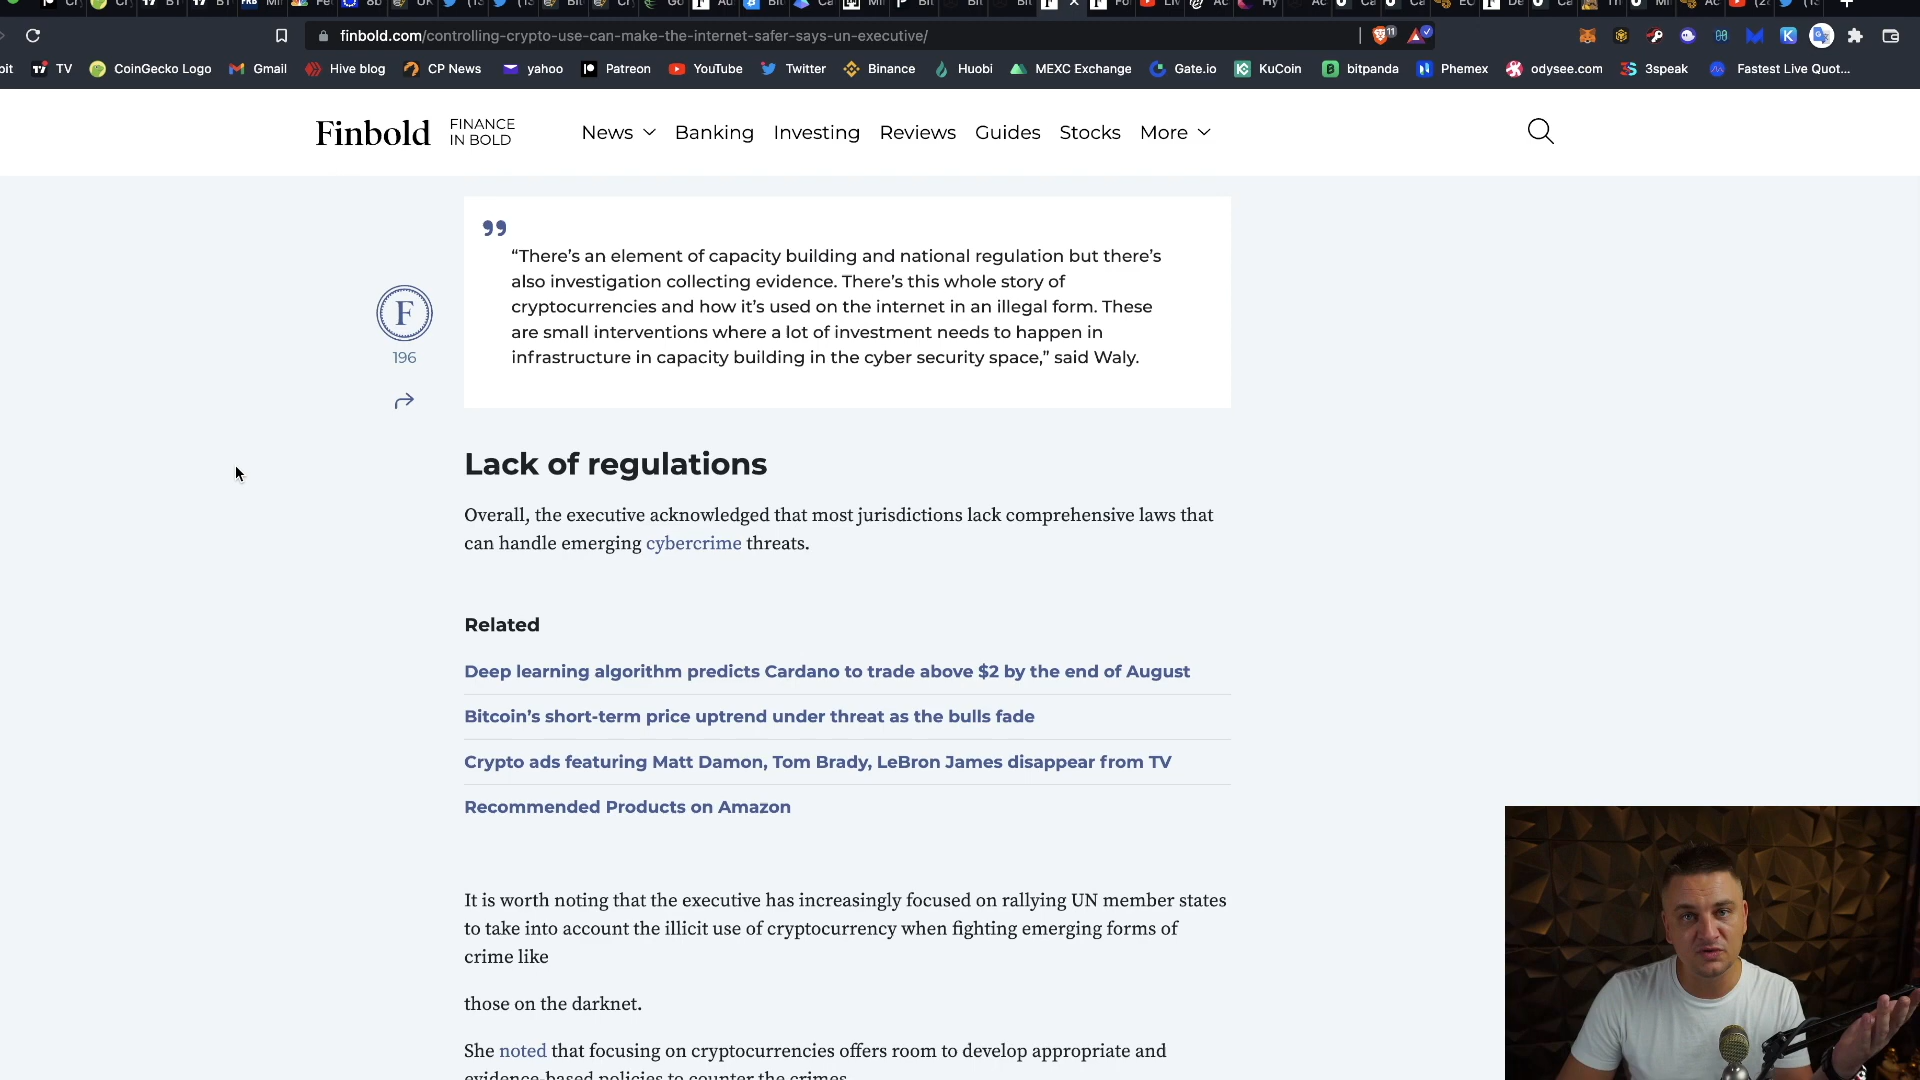 finbold.com/controlling-crypto-use-can-make-the-internet-safer-says-un-executive/
11
TV CoinGecko Logo Gmail Hive blog CP News yahoo Patreon YouTube Twitter Binance Huobi MEXC Exchange Gate.io KuCoin bitpanda Phemex odysee.com 3speak Fastest Live Quot...
Finbold FINANCE
IN BOLD
News Banking Investing Reviews Guides Stocks More
“There’s an element of capacity building and national regulation but there’s
also investigation collecting evidence. There’s this whole story of
cryptocurrencies and how it’s used on the internet in an illegal form. These
are small interventions where a lot of investment needs to happen in
infrastructure in capacity building in the cyber security space,” said Waly.
F
196
Lack of regulations
Overall, the executive acknowledged that most jurisdictions lack comprehensive laws that
can handle emerging cybercrime threats.
Related
Deep learning algorithm predicts Cardano to trade above $2 by the end of August
Bitcoin’s short-term price uptrend under threat as the bulls fade
Crypto ads featuring Matt Damon, Tom Brady, LeBron James disappear from TV
Recommended Products on Amazon
It is worth noting that the executive has increasingly focused on rallying UN member states
to take into account the illicit use of cryptocurrency when fighting emerging forms of
crime like
those on the darknet.
She noted that focusing on cryptocurrencies offers room to develop appropriate and
evidence-based policies to counter the crimes.